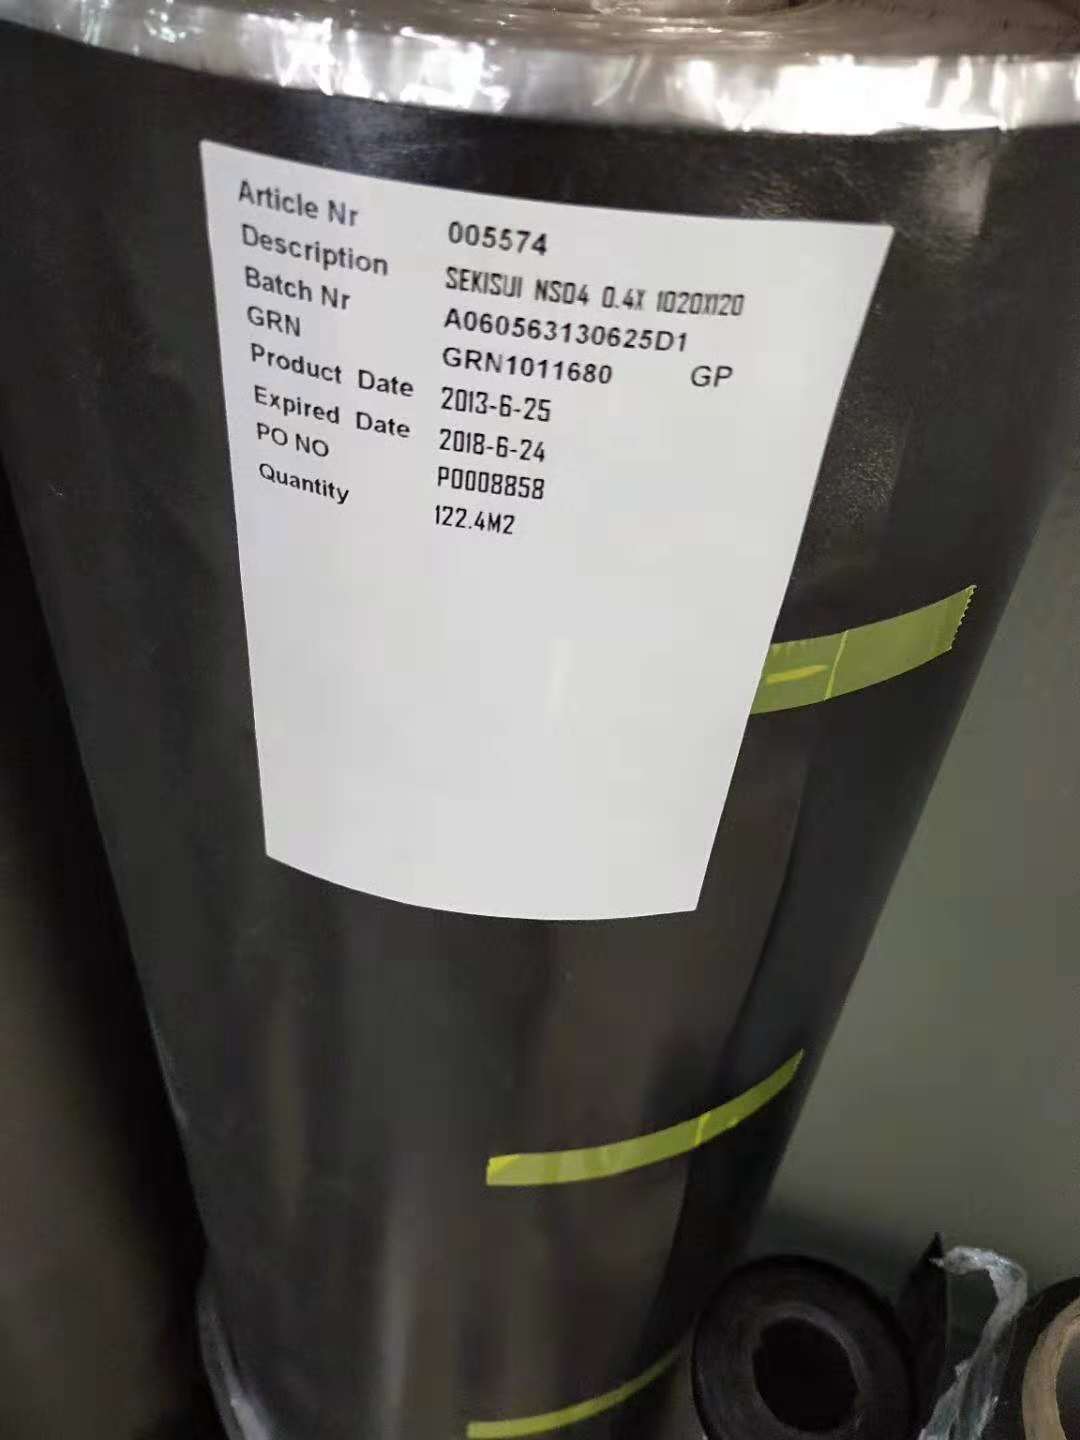 Article Nr 005574
Description SEKISUI NS04 0.4X 1020X120
Batch Nr A060563130625D1
GRN GRN1011680 GP
Product Date 2013-6-25
Expired Date 2018-6-24
PO NO PO008858
Quantity 122.4M2